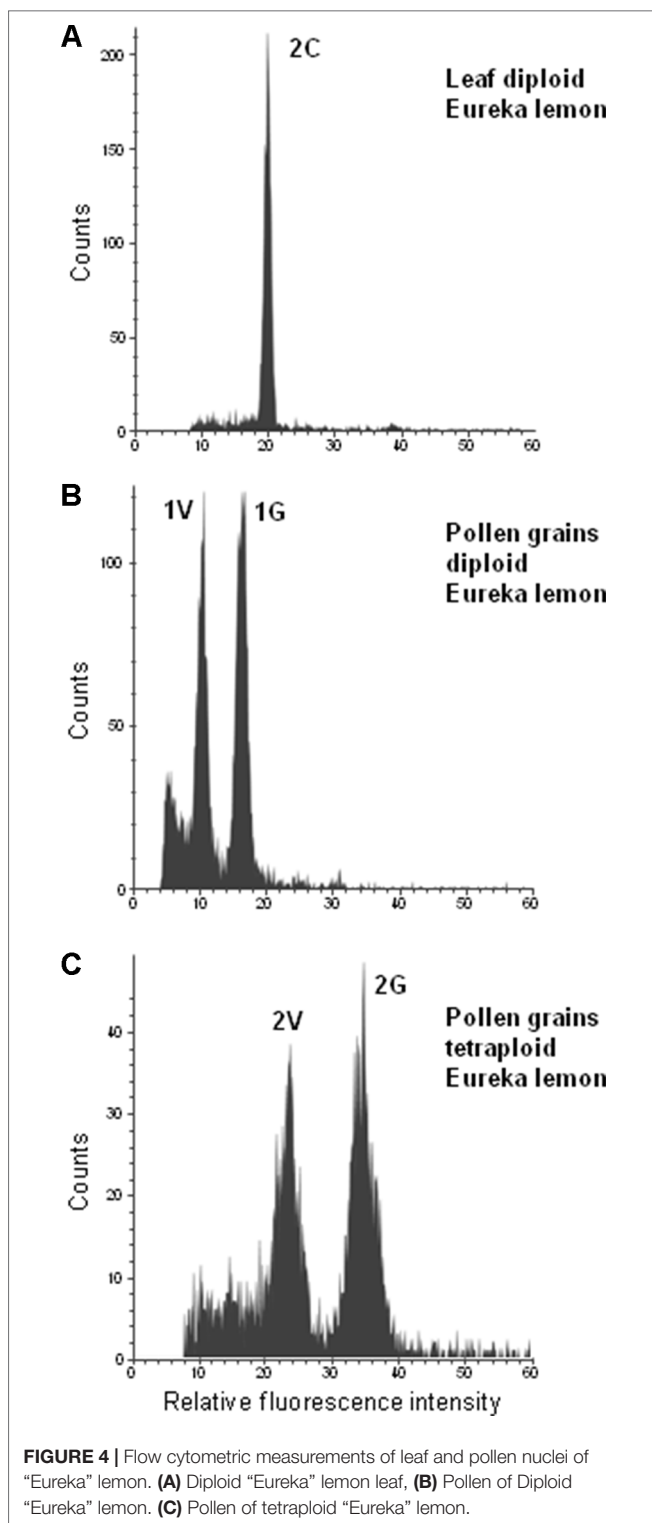 A
2C
Leaf diploid
Eureka lemon
200
150
100
50
0
Counts
0 10 20 30 40 50 60
B
1V 1G
Pollen grains
diploid
Eureka lemon
100
50
0
Counts
0 10 20 30 40 50 60
C
2G
2V
Pollen grains
tetraploid
Eureka lemon
40
30
20
10
0
Counts
0 10 20 30 40 50 60
Relative fluorescence intensity
FIGURE 4 | Flow cytometric measurements of leaf and pollen nuclei of
“Eureka” lemon. (A) Diploid “Eureka” lemon leaf, (B) Pollen of Diploid
“Eureka” lemon. (C) Pollen of tetraploid “Eureka” lemon.